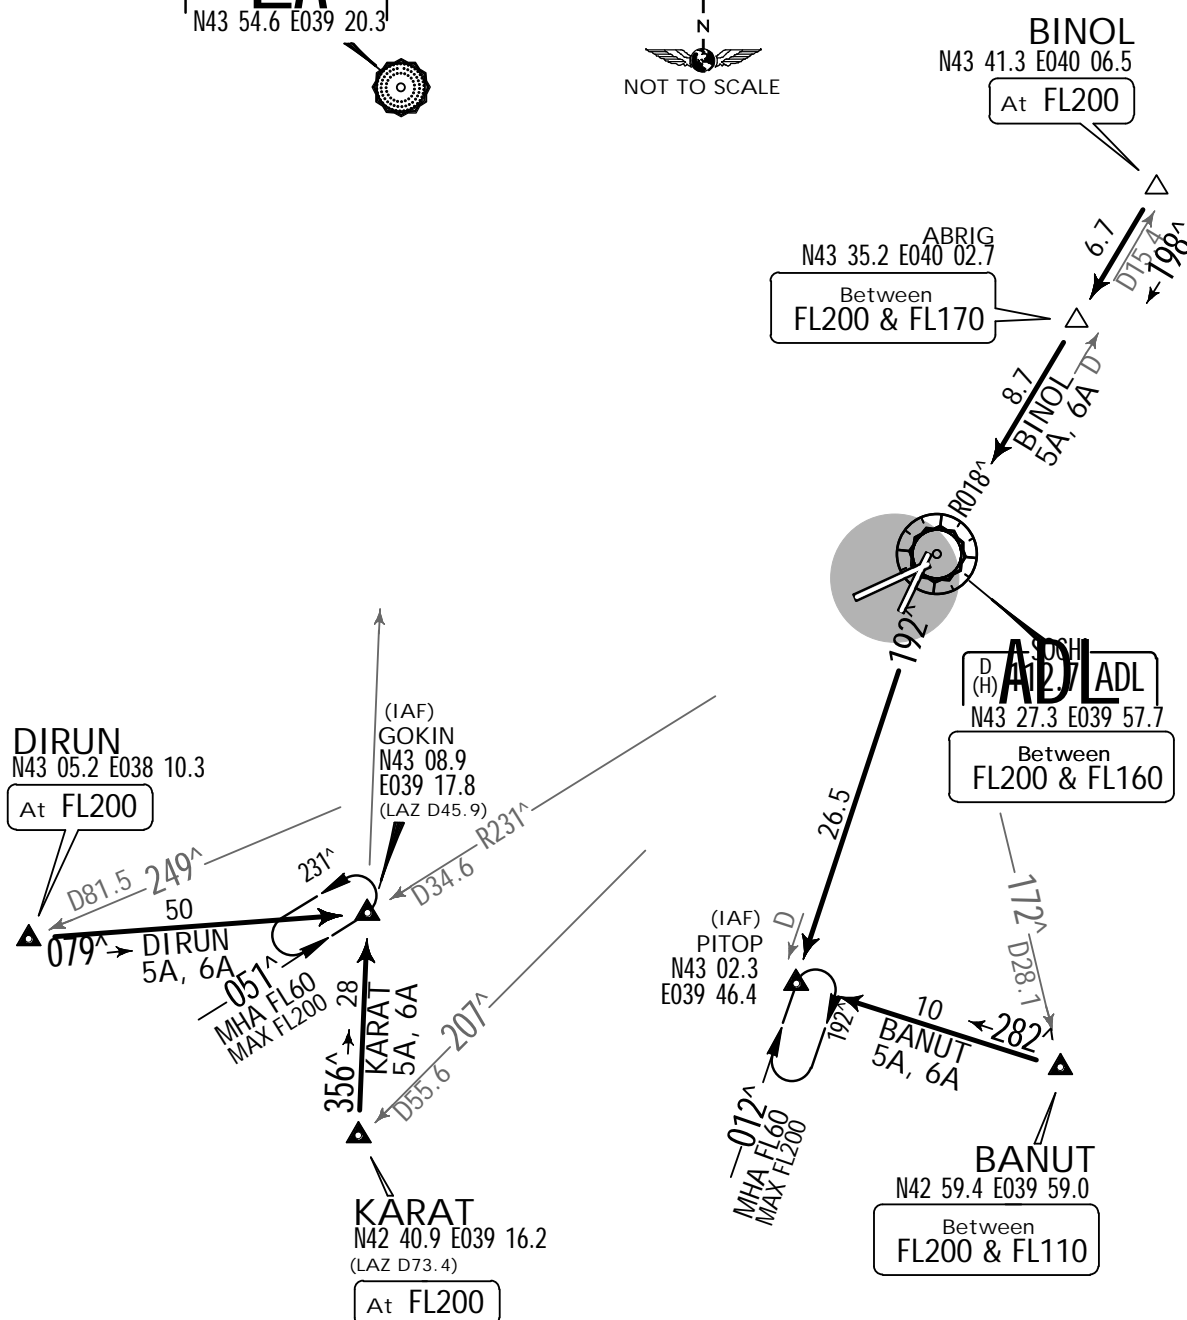 N43 54.6 E039 20.3
N
NOT TO SCALE
BINOL
N43 41.3 E040 06.5
At FL200
6.7
D15.4
198^
ABRIG
N43 35.2 E040 02.7
Between
FL200 & FL170
8.7
D
BINOL
5A, 6A
R018^
192^
SOCHI
D
(H)
112.7 ADL
ADL
N43 27.3 E039 57.7
Between
FL200 & FL160
26.5
(IAF)
GOKIN
N43 08.9
E039 17.8
(LAZ D45.9)
DIRUN
N43 05.2 E038 10.3
At FL200
D81.5
249^
231^
R231^
D34.6
50
079^
DIRUN
5A, 6A
051^
MHA FL60
MAX FL200
28
356^
KARAT
5A, 6A
207^
D55.6
KARAT
N42 40.9 E039 16.2
(LAZ D73.4)
At FL200
D
(IAF)
PITOP
N43 02.3
E039 46.4
192^
012^
MHA FL60
MAX FL200
172^
D28.1
10
282^
BANUT
5A, 6A
BANUT
N42 59.4 E039 59.0
Between
FL200 & FL110